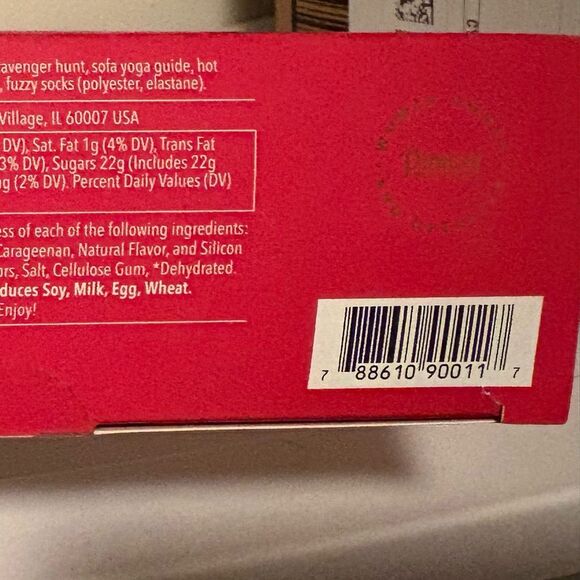 avenger hunt, sofa yoga guide, hot
, fuzzy socks (polyester, elastane).
Village, IL 60007 USA
DV), Sat. Fat 1g (4% DV), Trans Fat
3% DV), Sugars 22g (Includes 22g
g (2% DV). Percent Daily Values (DV)
ess of each of the following ingredients:
Carageenan, Natural Flavor, and Silicon
ors, Salt, Cellulose Gum, *Dehydrated.
duces Soy, Milk, Egg, Wheat.
Enjoy!
7 88610 90011 7